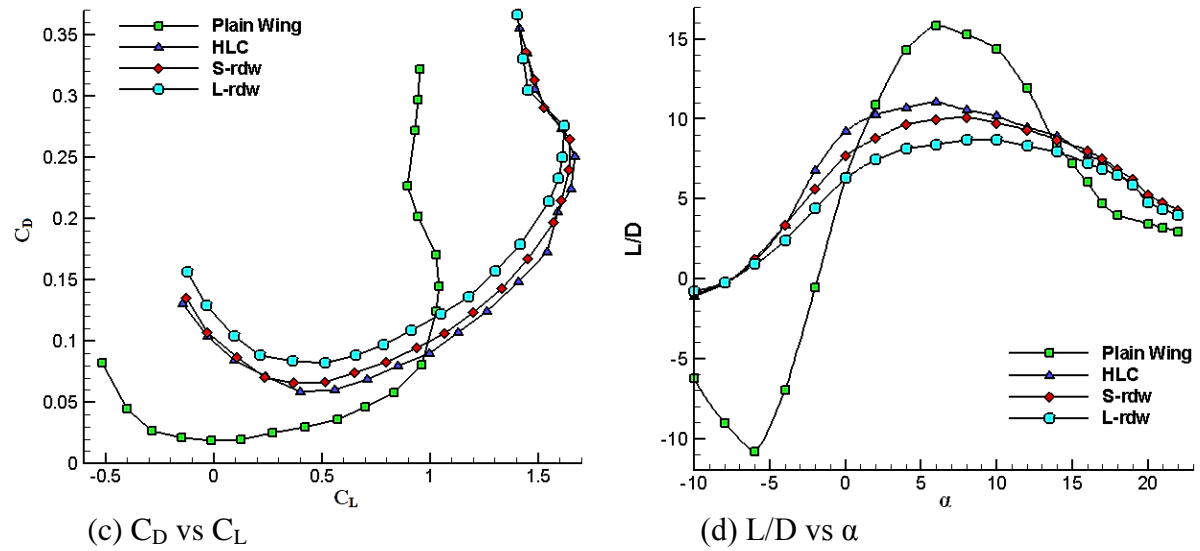 0.35
0.3
0.25
0.2
0.15
0.1
0.05
0
C_D
Plain Wing
HLC
S-rdw
L-rdw
-0.5
0
0.5
1
1.5
C_L
(c) C_D vs C_L
15
10
5
0
-5
-10
L/D
Plain Wing
HLC
S-rdw
L-rdw
-10
-5
0
5
10
15
20
α
(d) L/D vs α